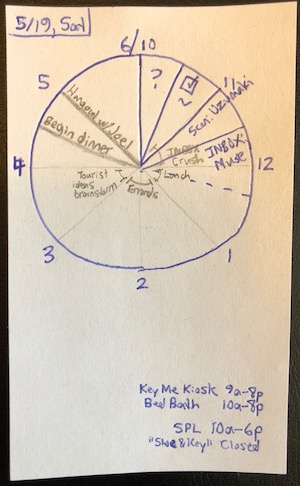 5/19, Sat
6/10
?
☑
2
11
Scan: Uzumaki
INBOX:
Muse
12
INBOX
Crush
Lunch
1
2
Errands
3
Tourist
ideas
brainstorm
4
Begin dinner
5
Hangout w/Joel
Key Me Kiosk 9a-8p
Bed Bath 10a-8p
SPL 10a-6p
"Shoe & Key" Closed